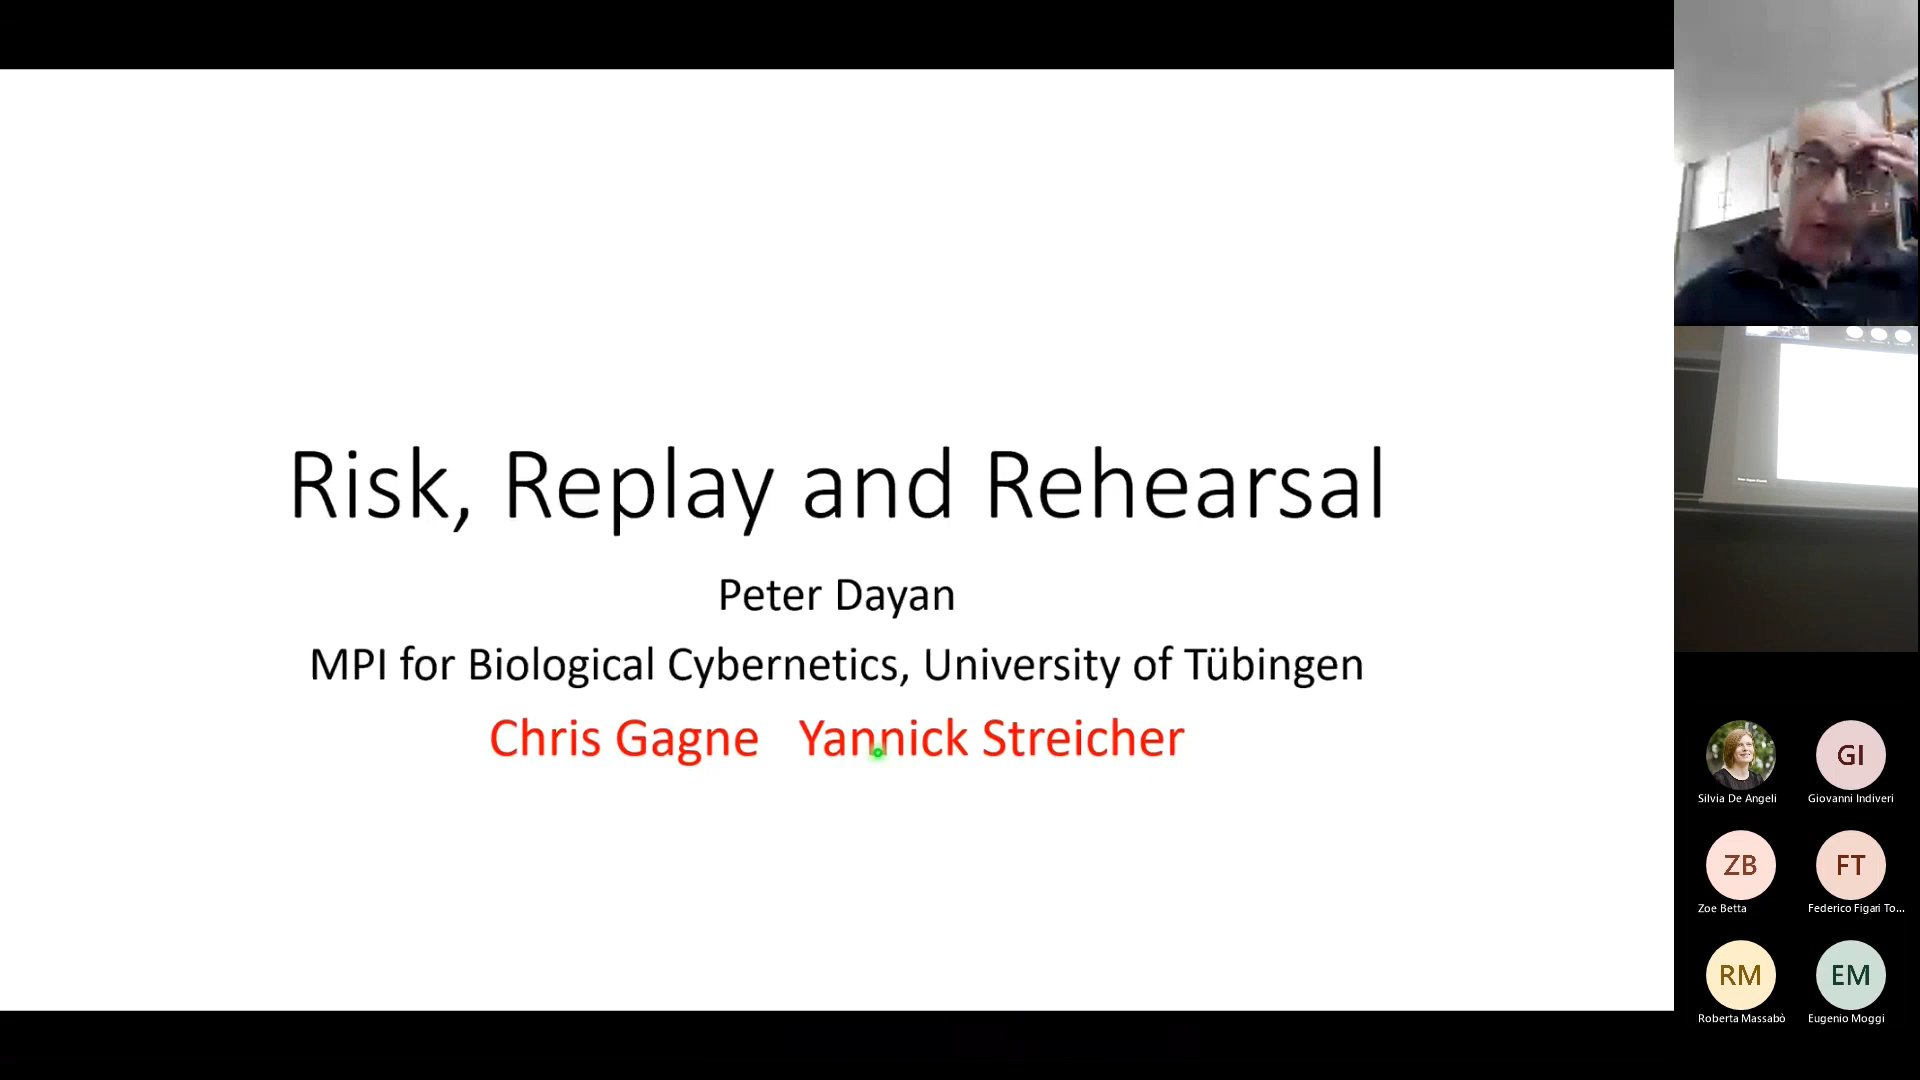 Risk, Replay and Rehearsal
Peter Dayan
MPI for Biological Cybernetics, University of Tübingen
Chris Gagne Yannick Streicher
Silvia De Angeli
GI
Giovanni Indiveri
ZB
Zoe Betta
FT
Federico Figari To...
RM
Roberta Massabò
EM
Eugenio Moggi